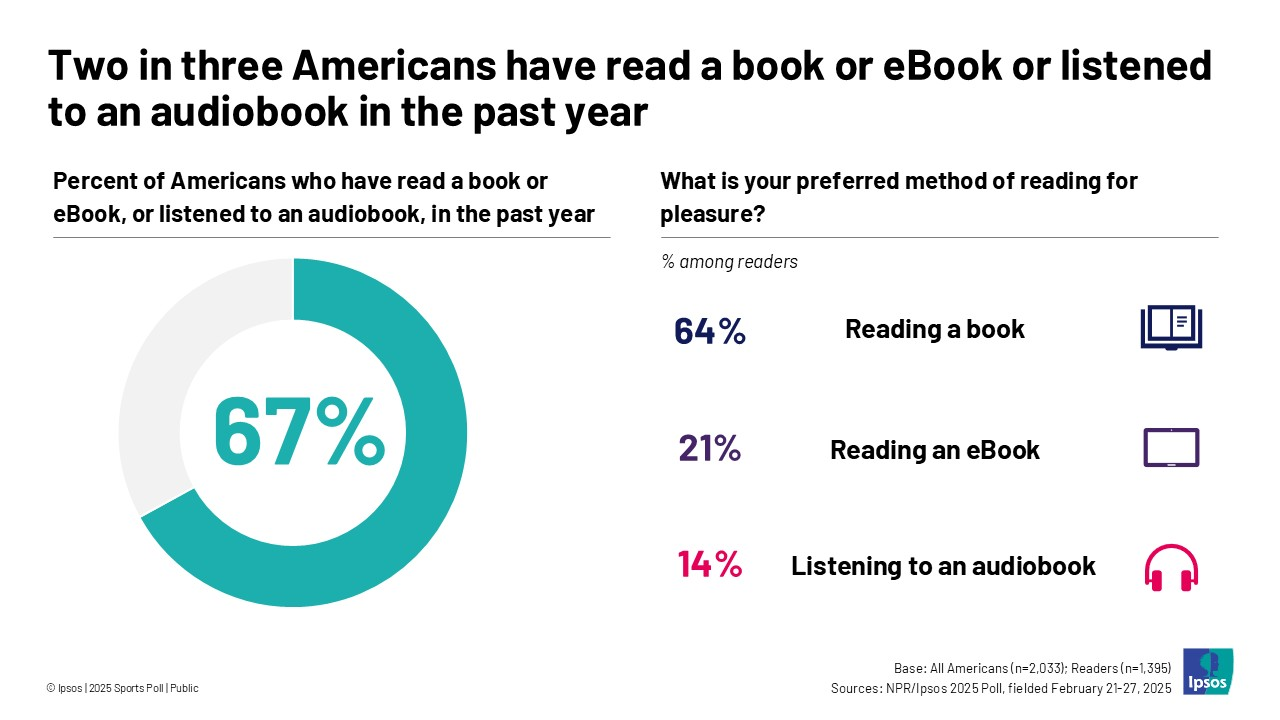 Two in three Americans have read a book or eBook or listened
to an audiobook in the past year
Percent of Americans who have read a book or
eBook, or listened to an audiobook, in the past year
67%
What is your preferred method of reading for
pleasure?
% among readers
64% Reading a book
21% Reading an eBook
14% Listening to an audiobook
Base: All Americans (n=2,033); Readers (n=1,395)
Sources: NPR/Ipsos 2025 Poll, fielded February 21-27, 2025
© Ipsos | 2025 Sports Poll | Public
Ipsos